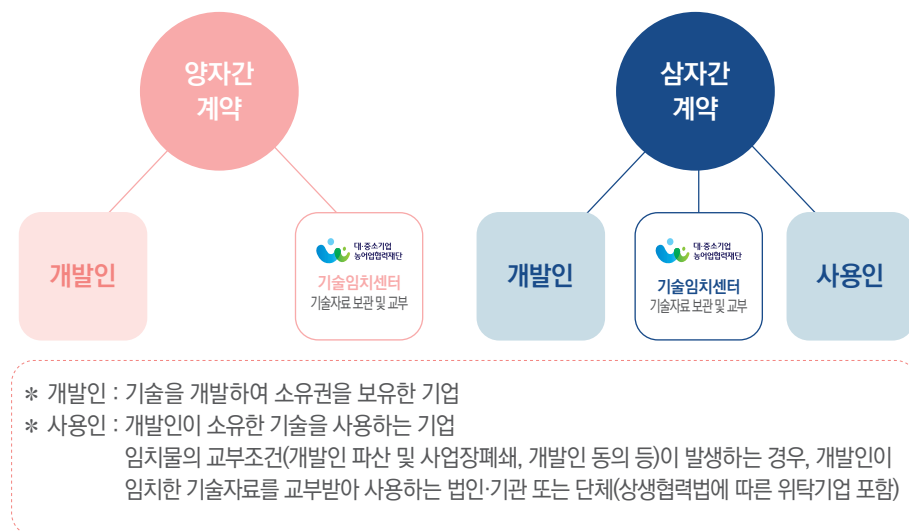 양자간
계약
삼자간
계약
개발인
대·중소기업
농어업협력재단
기술임치센터
기술자료 보관 및 교부
개발인
대·중소기업
농어업협력재단
기술임치센터
기술자료 보관 및 교부
사용인
* 개발인 : 기술을 개발하여 소유권을 보유한 기업
* 사용인 : 개발인이 소유한 기술을 사용하는 기업
임치물의 교부조건(개발인 파산 및 사업장폐쇄, 개발인 동의 등)이 발생하는 경우, 개발인이
임치한 기술자료를 교부받아 사용하는 법인·기관 또는 단체(상생협력법에 따른 위탁기업 포함)